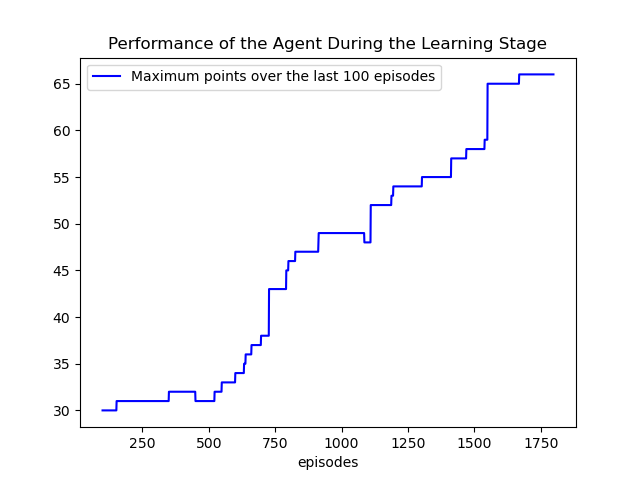 Performance of the Agent During the Learning Stage
Maximum points over the last 100 episodes
65
60
55
50
45
40
35
30
250 500 750 1000 1250 1500 1750
episodes